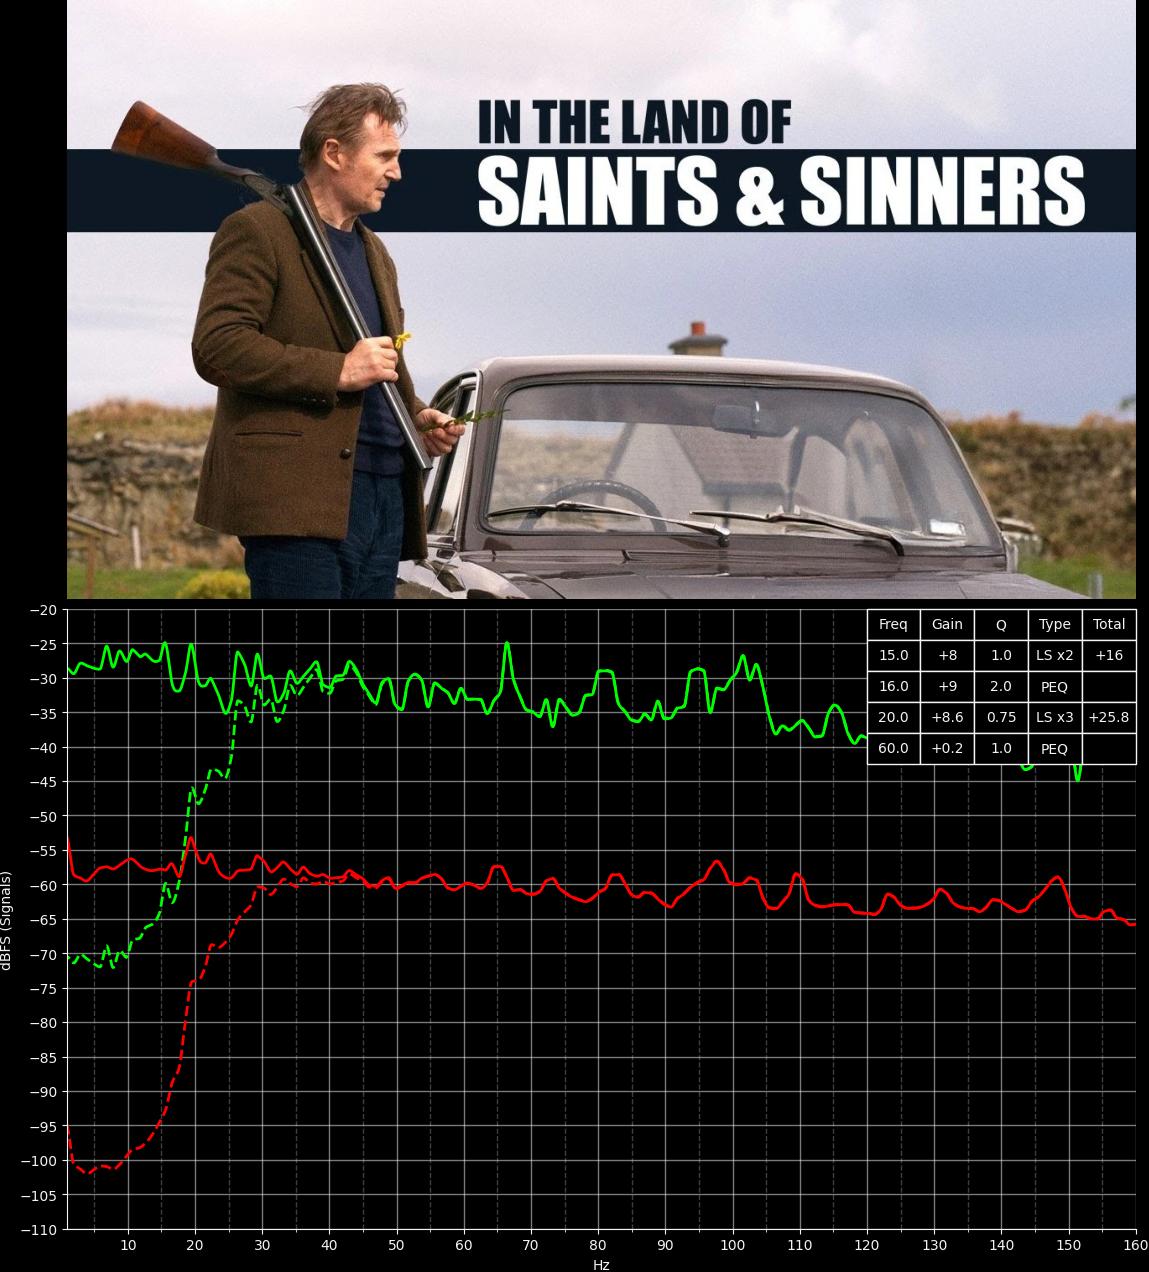 IN THE LAND OF
SAINTS & SINNERS
Freq Gain Q Type Total
15.0 +8 1.0 LS x2 +16
16.0 +9 2.0 PEQ
20.0 +8.6 0.75 LS x3 +25.8
60.0 +0.2 1.0 PEQ
−20
−25
−30
−35
−40
−45
−50
−55
−60
−65
−70
−75
−80
−85
−90
−95
−100
−105
−110
dBFS (Signals)
10 20 30 40 50 60 70 80 90 100 110 120 130 140 150 160
Hz